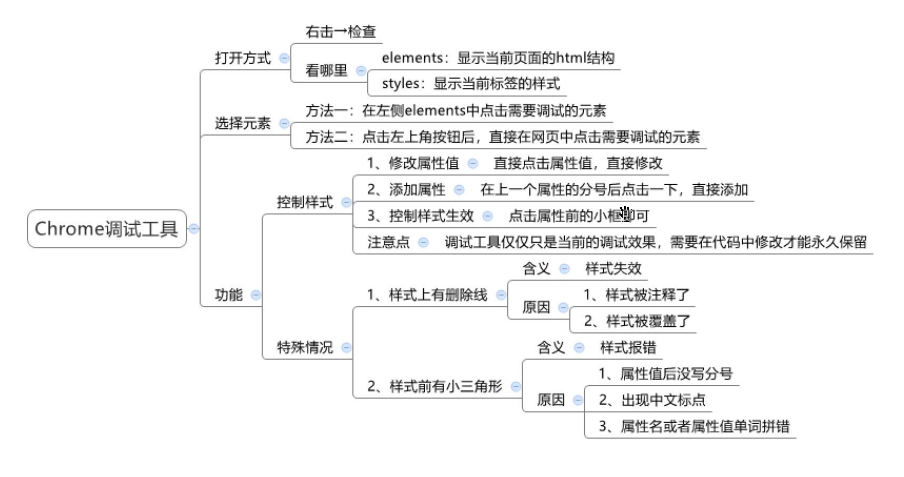 Chrome调试工具
打开方式
右击→检查
看哪里
elements：显示当前页面的html结构
styles：显示当前标签的样式
选择元素
方法一：在左侧elements中点击需要调试的元素
方法二：点击左上角按钮后，直接在网页中点击需要调试的元素
功能
控制样式
1、修改属性值
直接点击属性值，直接修改
2、添加属性
在上一个属性的分号后点击一下，直接添加
3、控制样式生效
点击属性前的小框即可
注意点
调试工具仅仅只是当前的调试效果，需要在代码中修改才能永久保留
特殊情况
1、样式上有删除线
含义
样式失效
原因
1、样式被注释了
2、样式被覆盖了
2、样式前有小三角形
含义
样式报错
原因
1、属性值后没写分号
2、出现中文标点
3、属性名或者属性值单词拼错